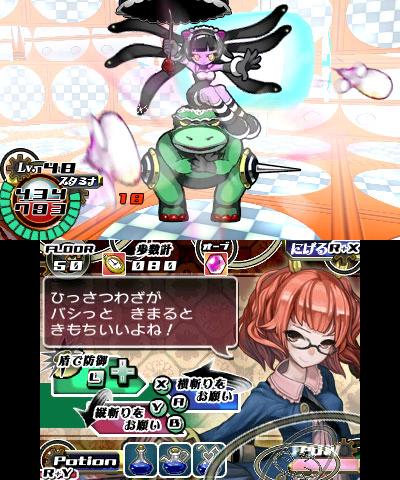 Lv.48
スタミナ
434
793
18
FLOOR
50
歩数計
080
オーブ
にげるR+X
ひっさつわざが
バシっと きまると
きもちいいよね!
盾で防御
L+
X
横斬りを
お願い
A
Y
縦斬りを
お願い
B
Potion
R+Y